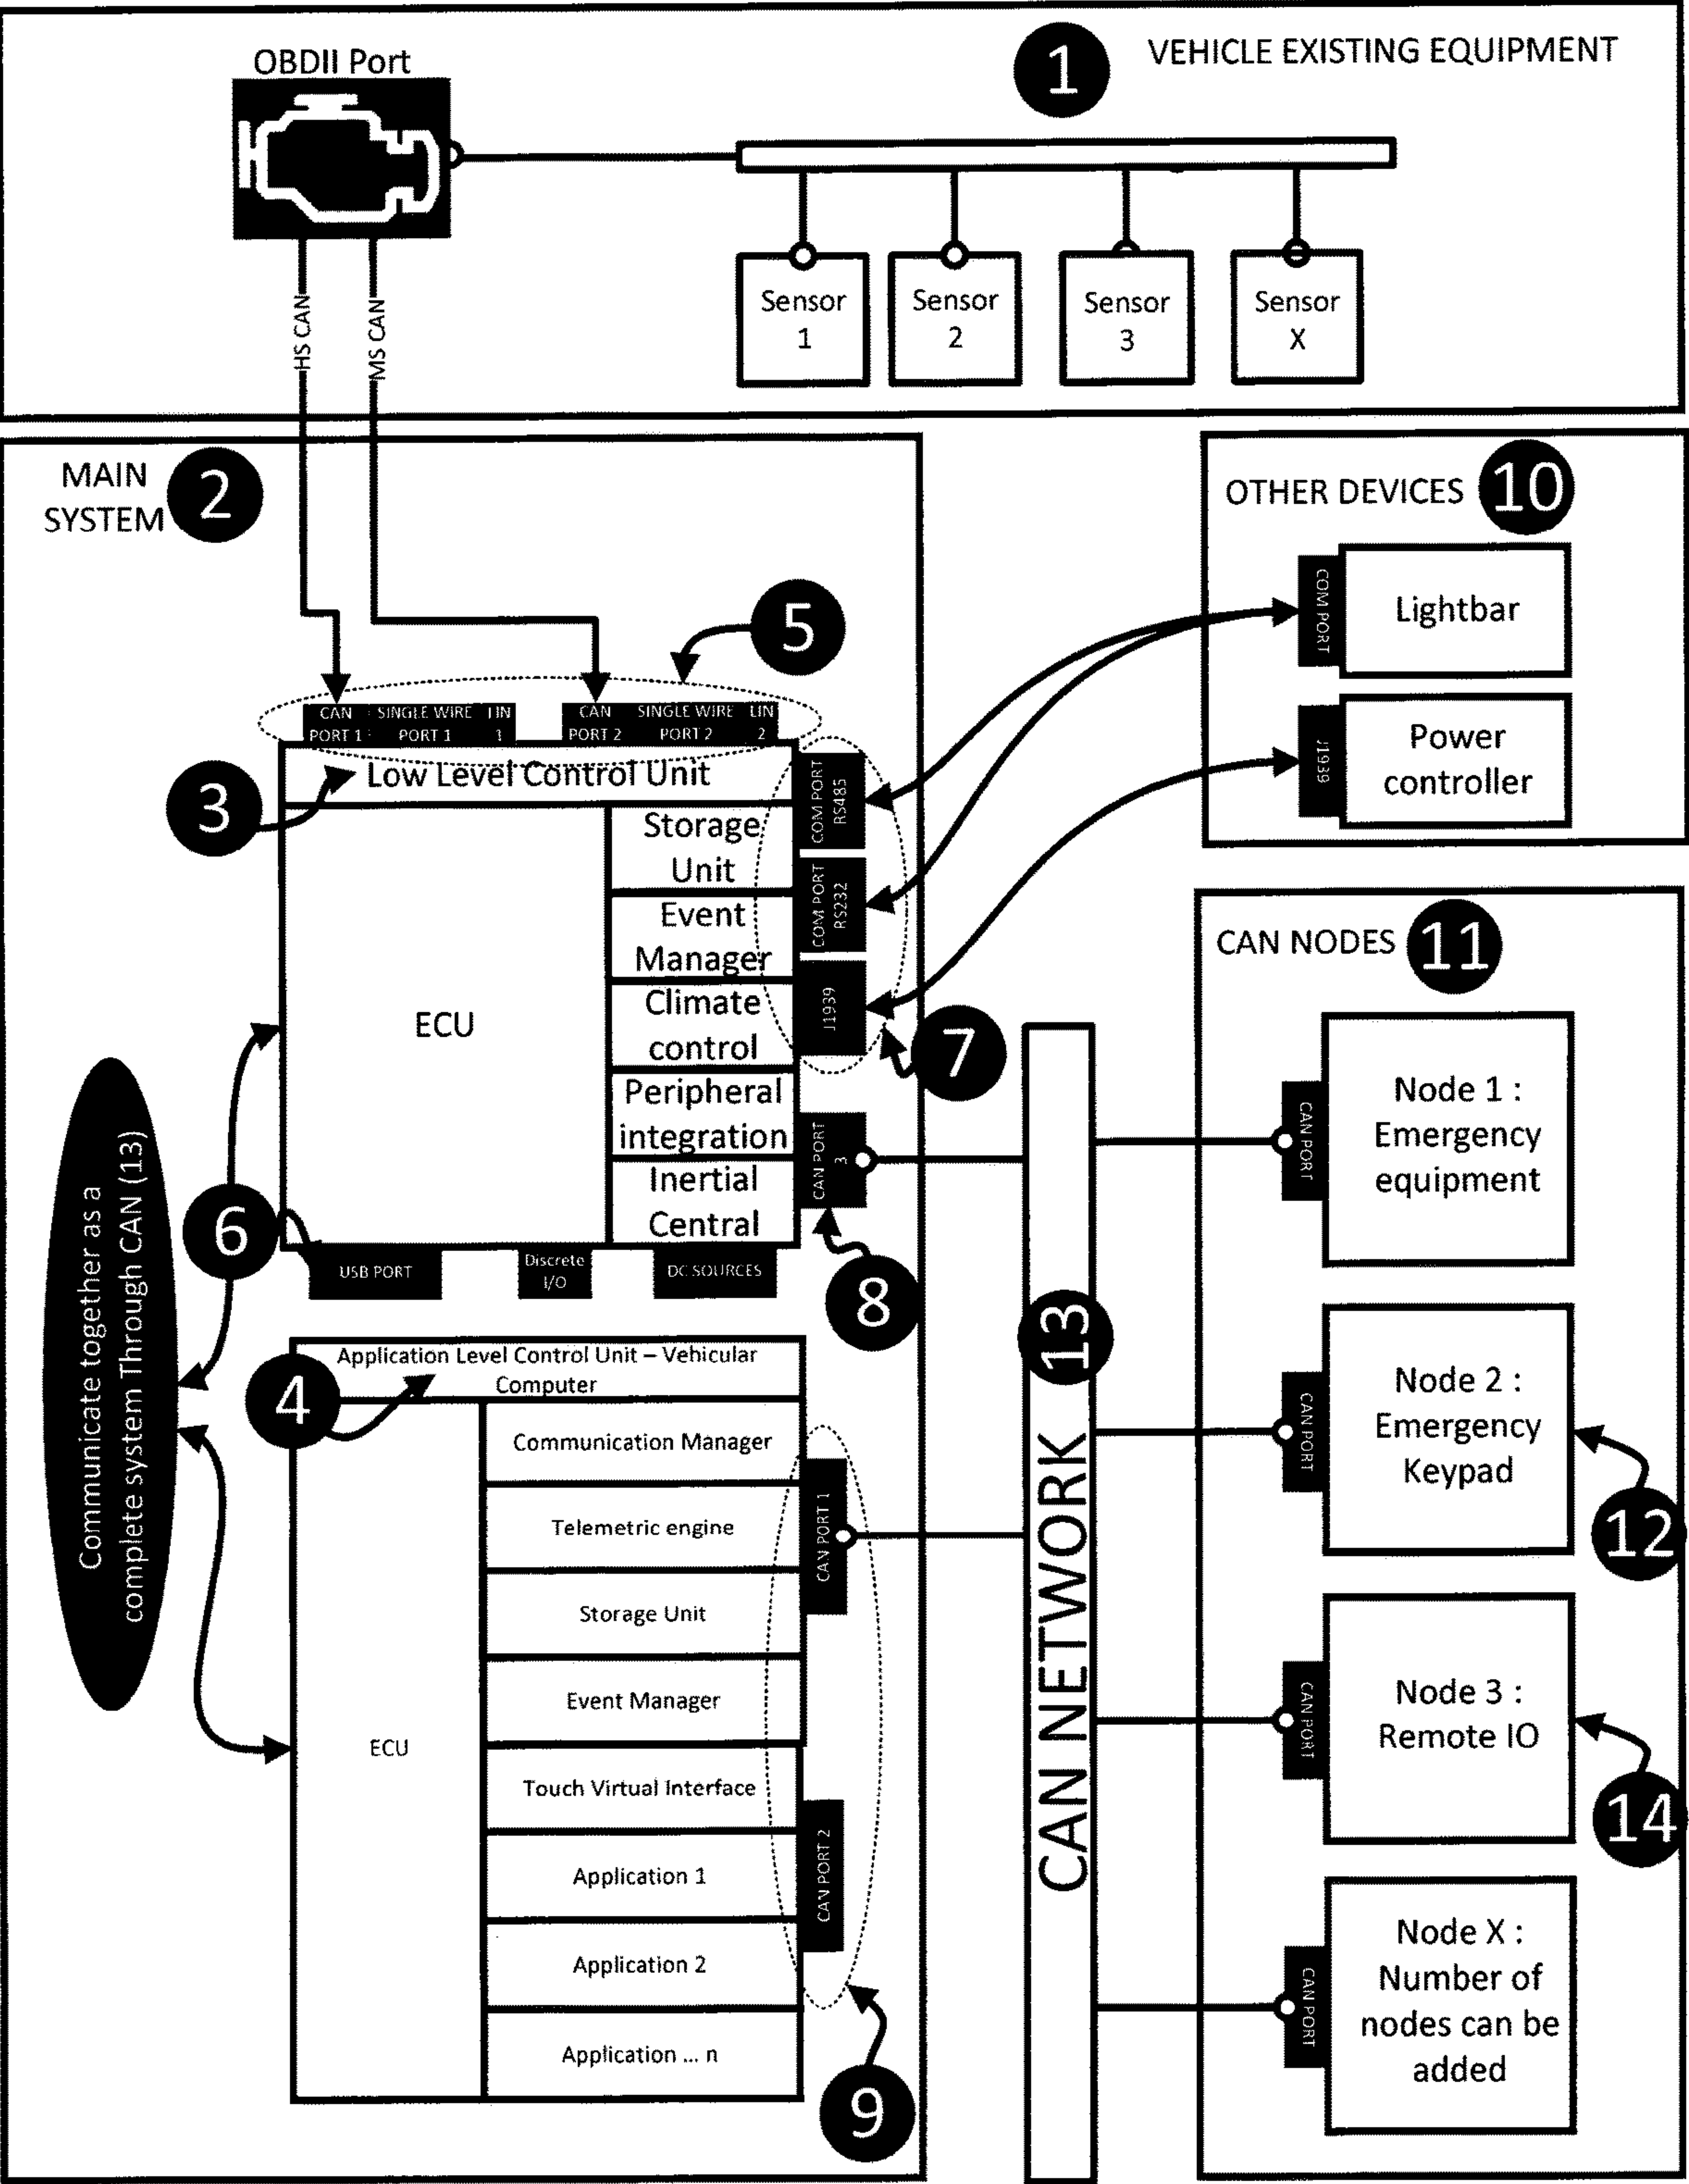 OBDII Port
1
VEHICLE EXISTING EQUIPMENT
Sensor
1
Sensor
2
Sensor
3
Sensor
X
HS CAN
MS CAN
MAIN
SYSTEM
2
OTHER DEVICES
10
COM PORT
Lightbar
J1939
Power
controller
5
CAN
PORT 1
SINGLE WIRE
PORT 1
LIN
1
CAN
PORT 2
SINGLE WIRE
PORT 2
LIN
2
3
Low Level Control Unit
ECU
Storage
Unit
Event
Manager
Climate
control
Peripheral
integration
Inertial
Central
COM PORT
RS485
COM PORT
RS232
J1939
7
CAN PORT
3
8
6
USB PORT
Discrete
I/O
DC SOURCES
Communicate together as a
complete system Through CAN (13)
4
Application Level Control Unit – Vehicular
Computer
ECU
Communication Manager
Telemetric engine
Storage Unit
Event Manager
Touch Virtual Interface
Application 1
Application 2
Application ... n
CAN PORT 1
CAN PORT 2
9
13
CAN NETWORK
CAN NODES
11
CAN PORT
Node 1 :
Emergency
equipment
CAN PORT
Node 2 :
Emergency
Keypad
12
CAN PORT
Node 3 :
Remote IO
14
CAN PORT
Node X :
Number of
nodes can be
added